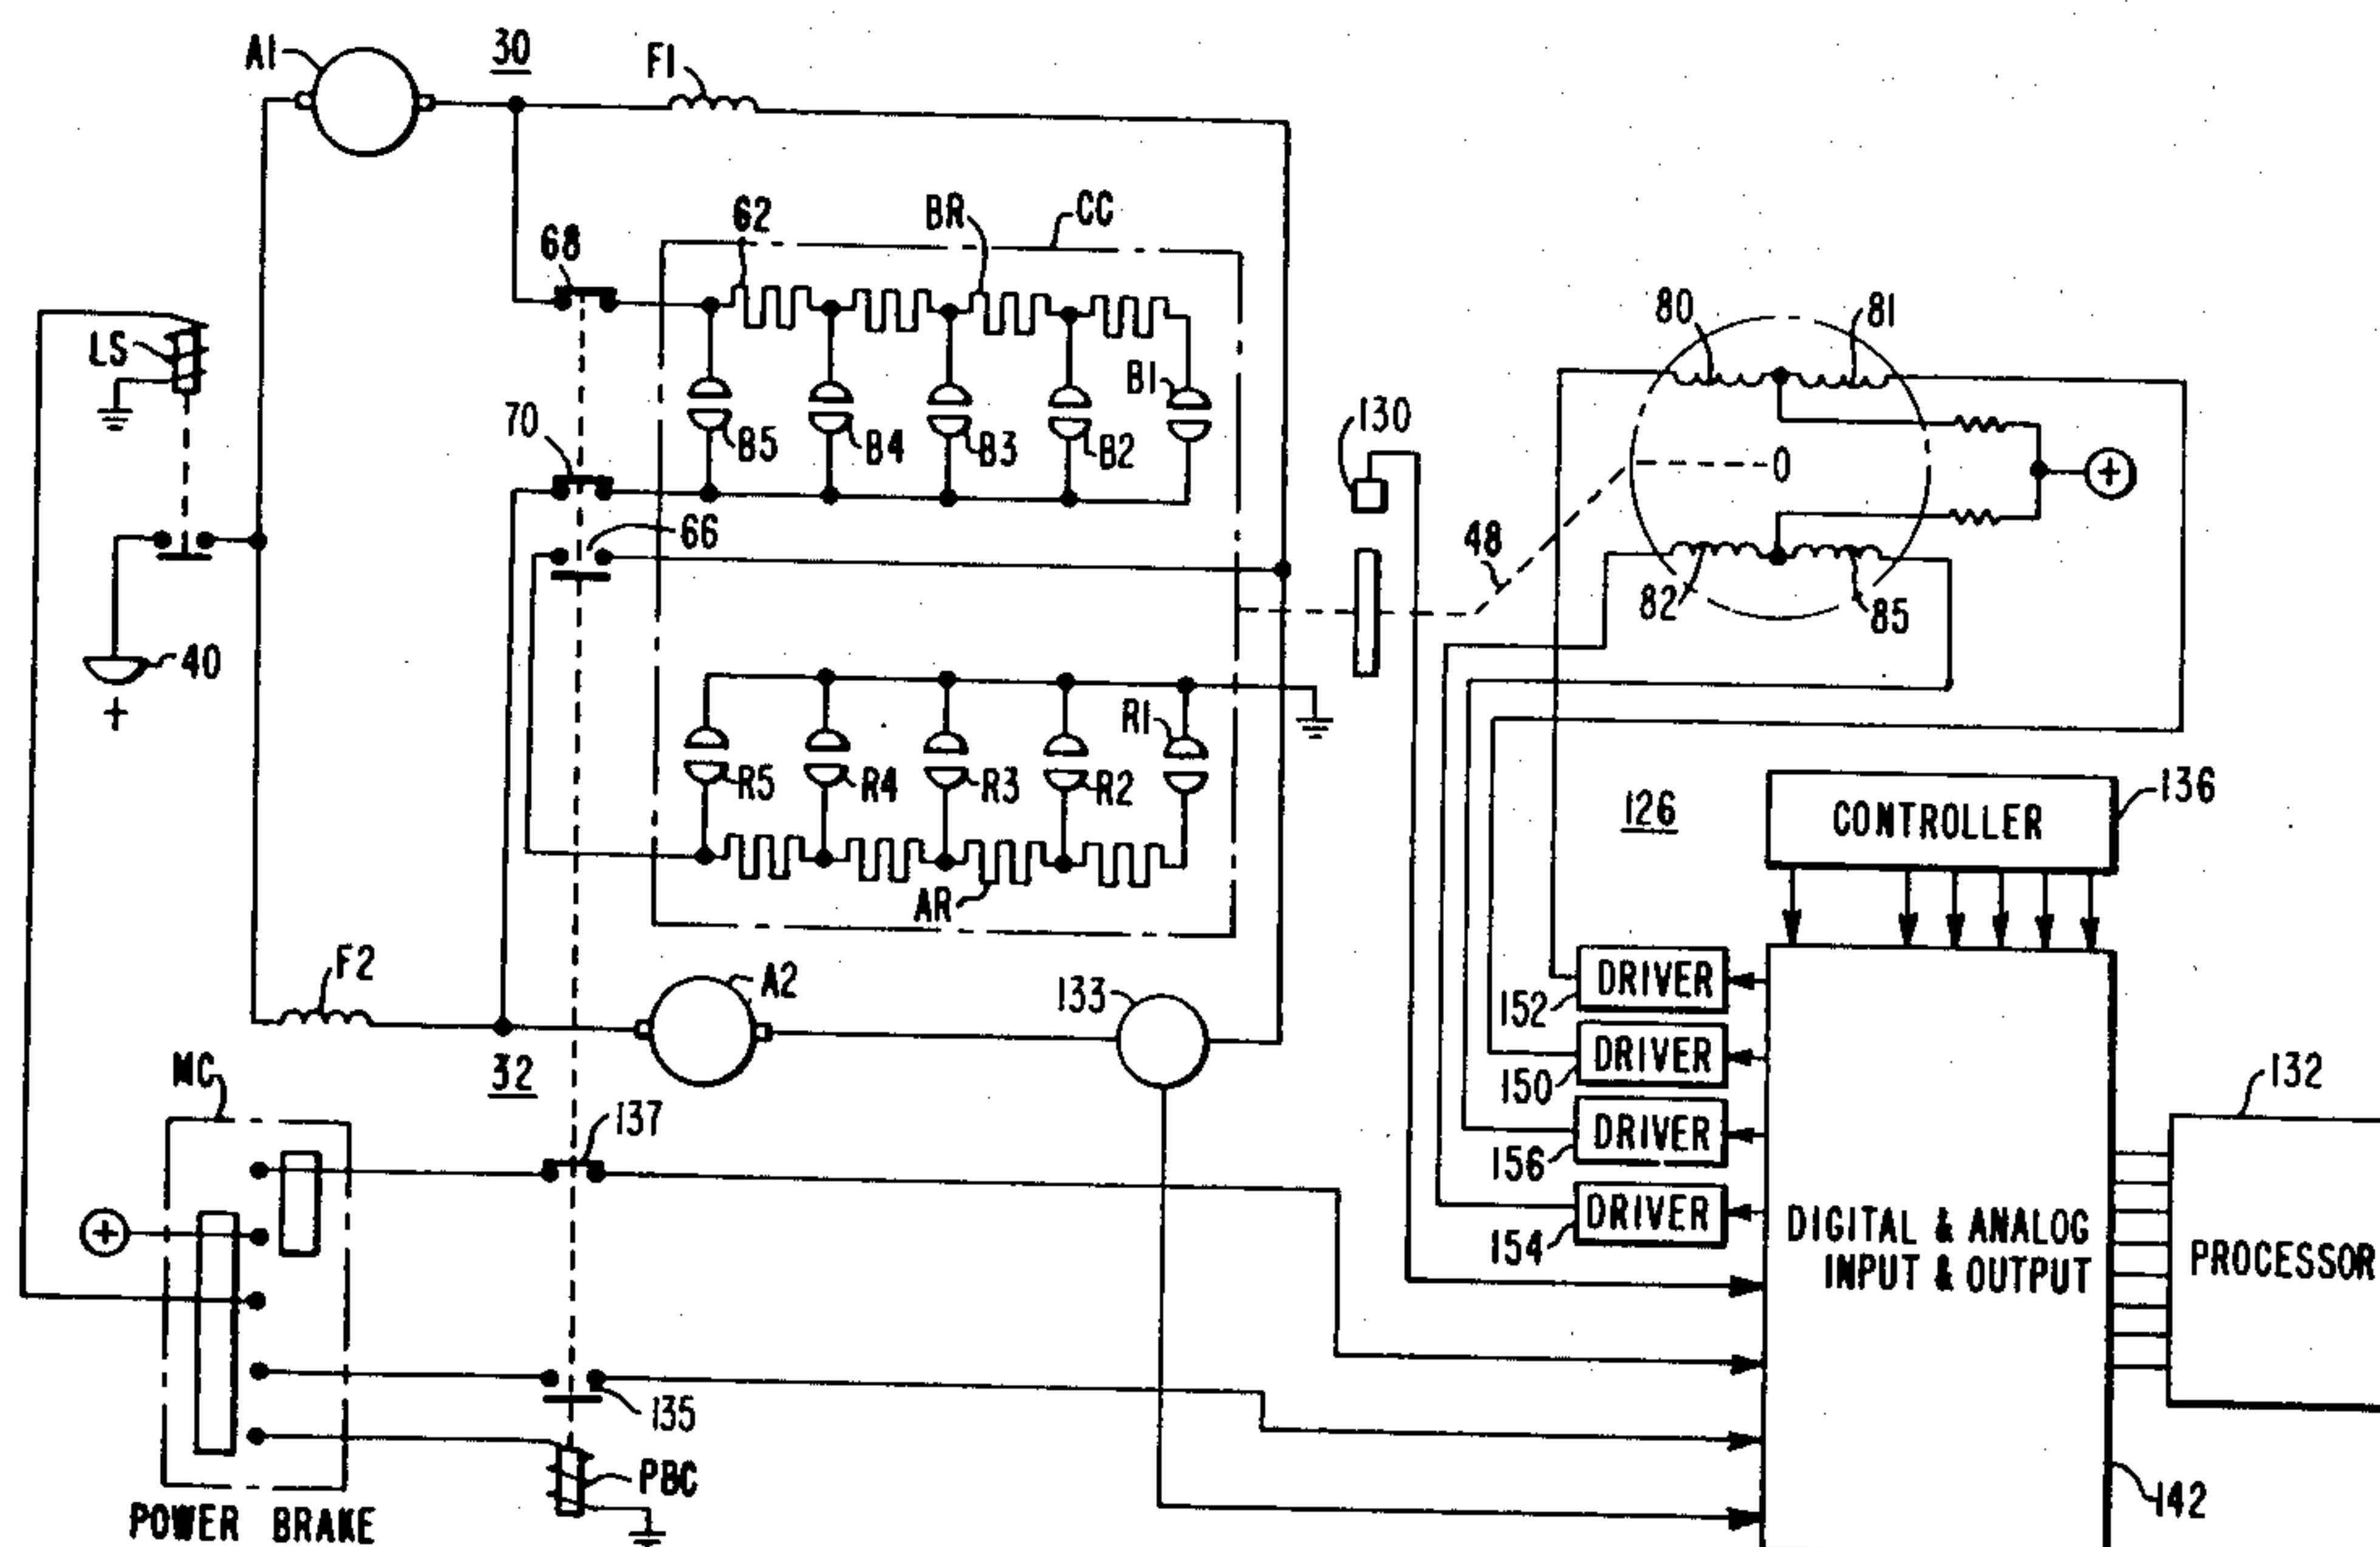 A1
30
F1
62
BR
CC
68
LS
80
81
B1
130
70
B5
B4
B3
B2
+
0
66
48
82
85
40
+
R1
R5
R4
R3
R2
126
CONTROLLER
136
AR
F2
A2
133
DRIVER
152
DRIVER
150
MC
32
137
132
DRIVER
156
DRIVER
154
+
DIGITAL & ANALOG
INPUT & OUTPUT
PROCESSOR
135
PBC
142
POWER BRAKE